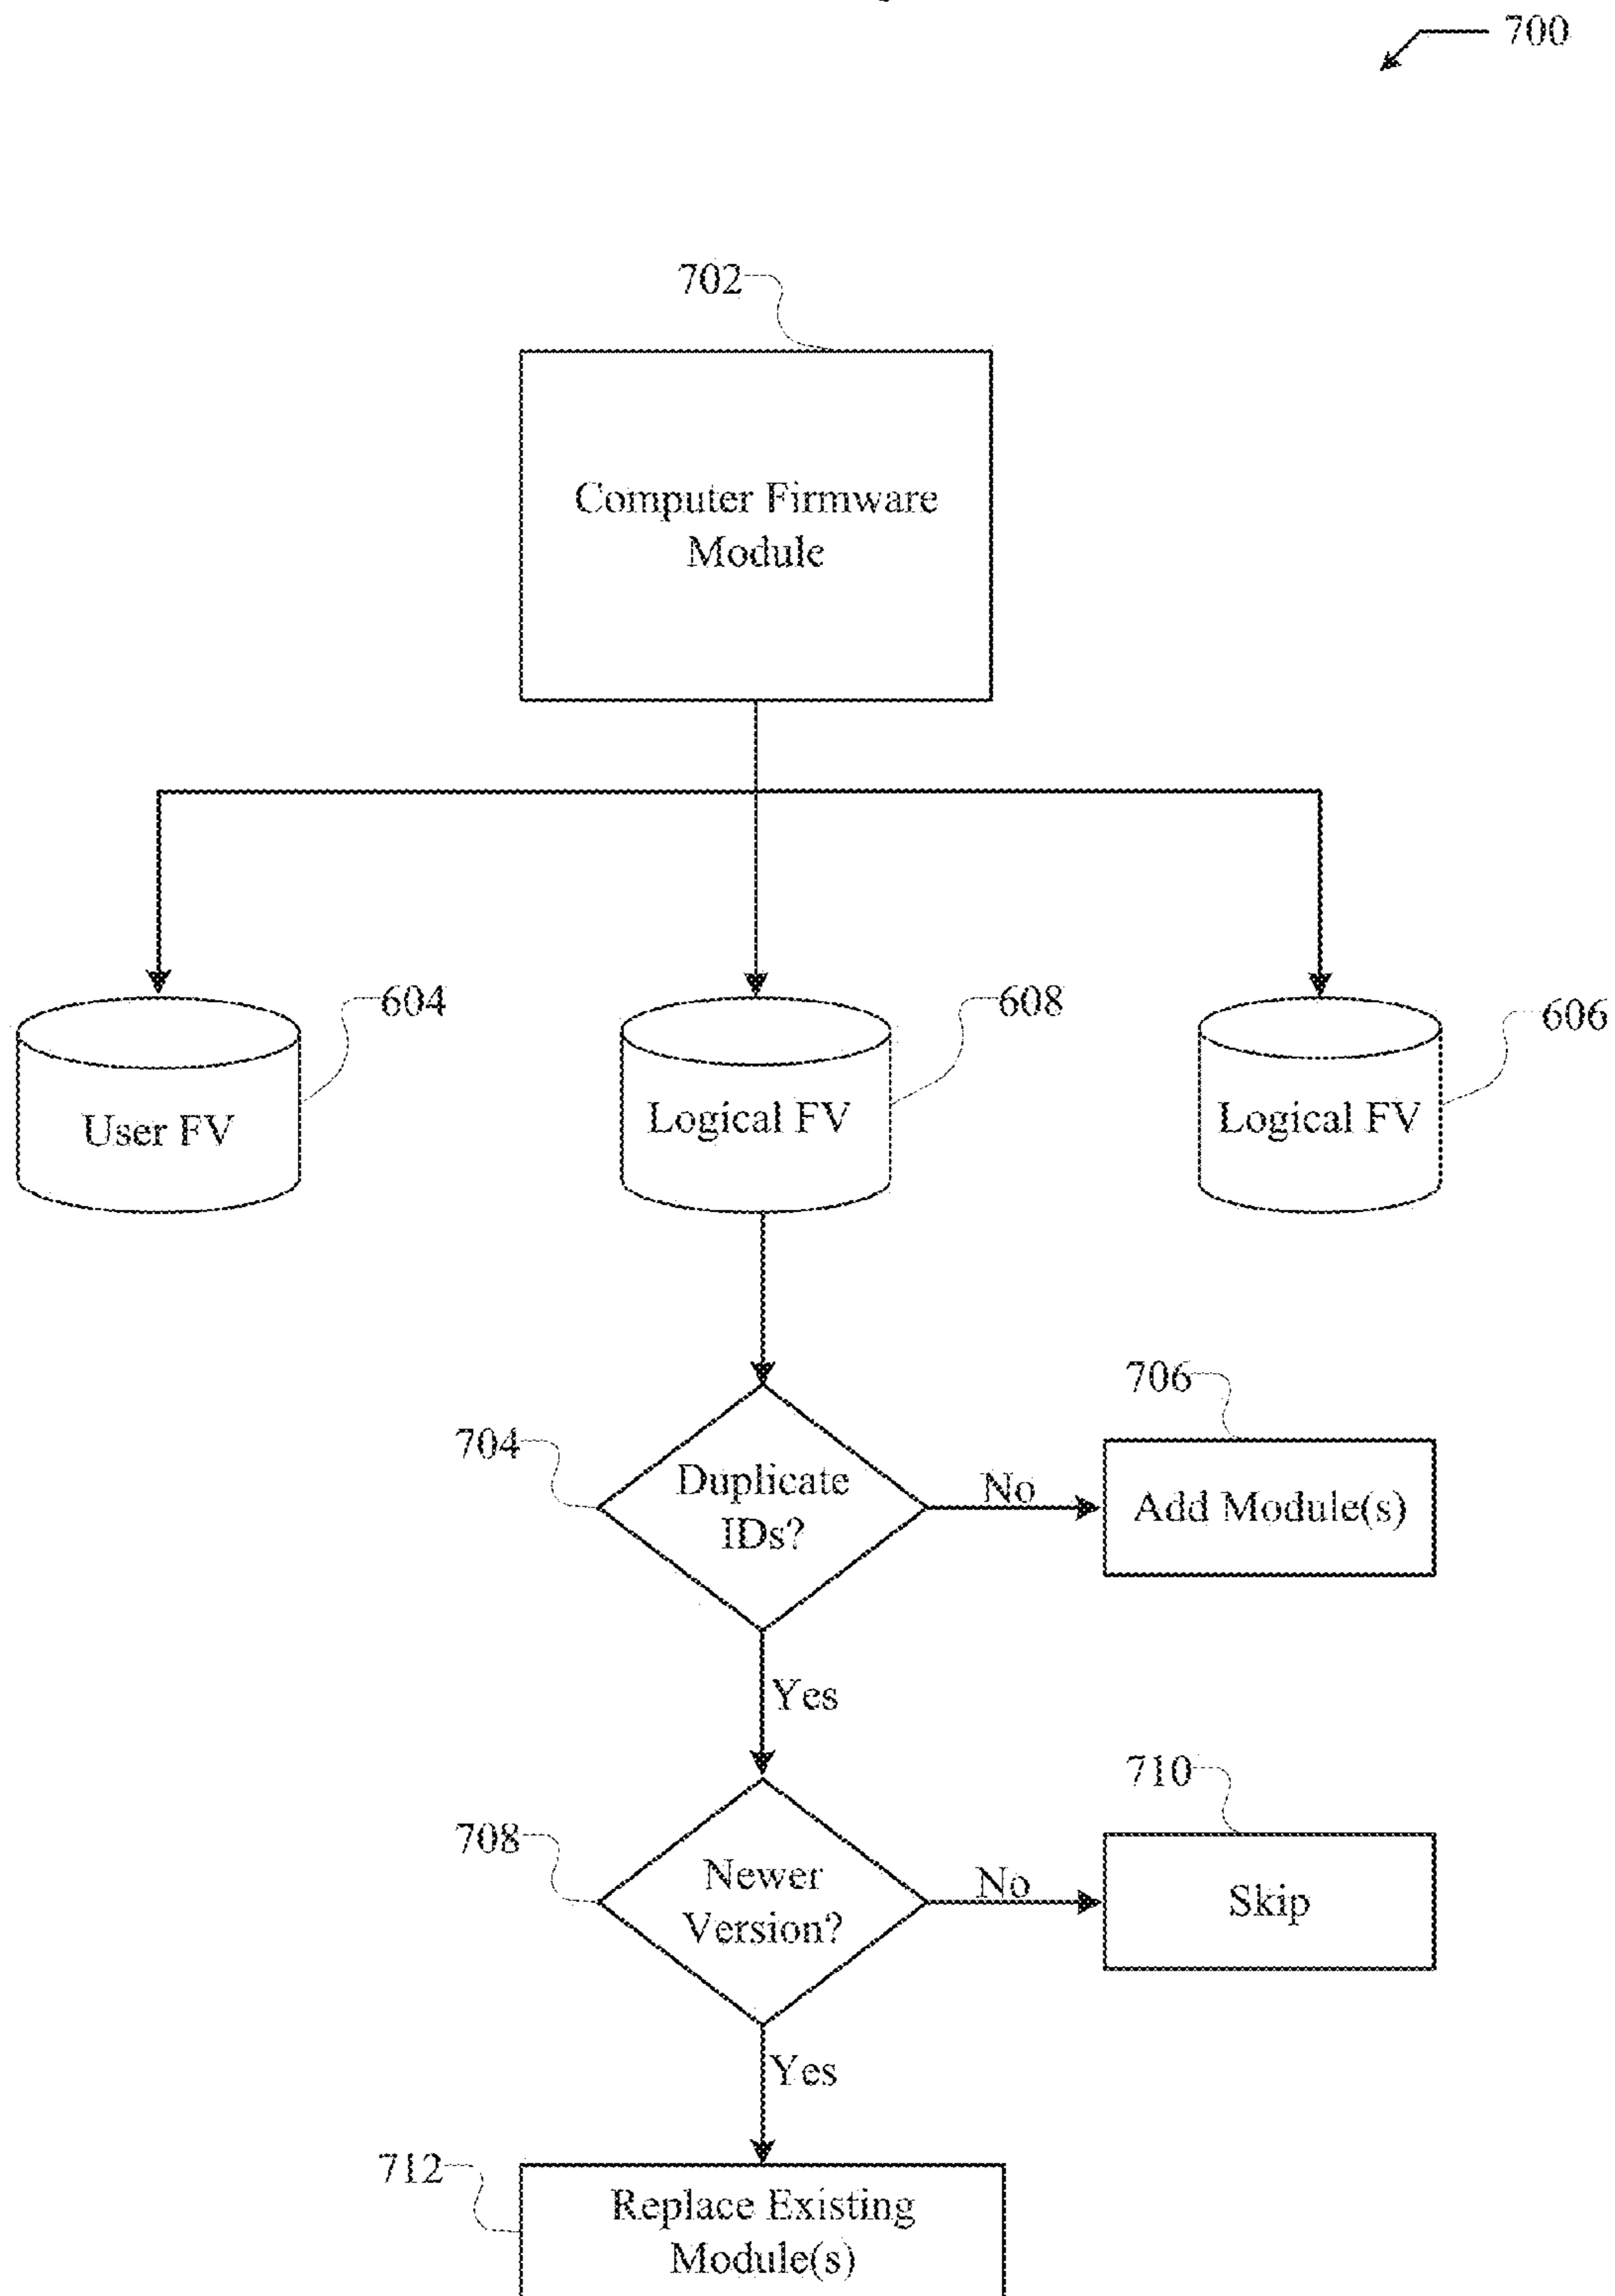 700
702
Computer Firmware
Module
604
608
606
User FV
Logical FV
Logical FV
706
704
Duplicate
IDs?
No
Add Module(s)
Yes
710
708
Newer
Version?
No
Skip
Yes
712
Replace Existing
Module(s)